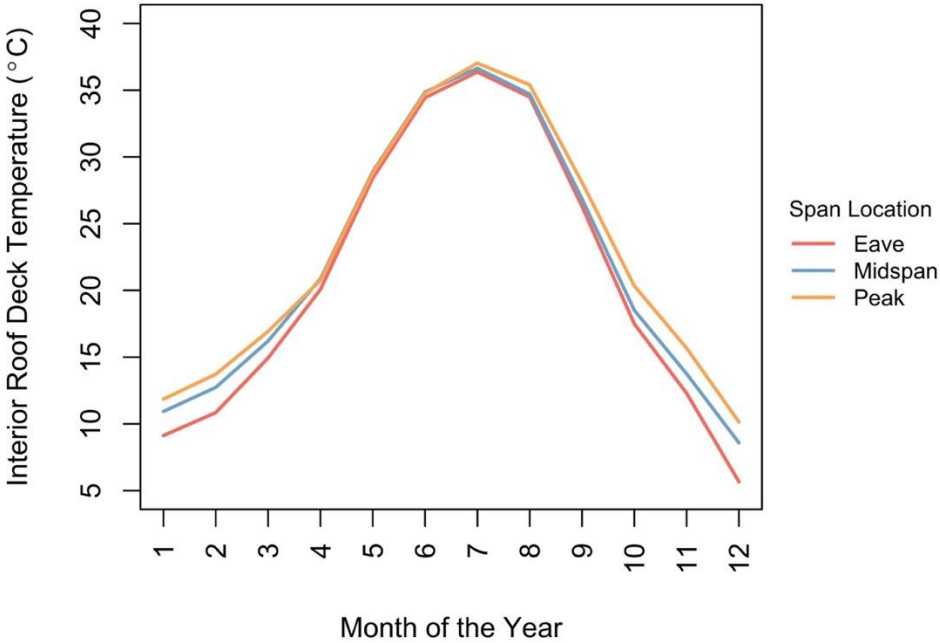 Interior Roof Deck Temperature (°C)
40
35
30
25
20
15
10
5
1 2 3 4 5 6 7 8 9 10 11 12
Month of the Year
Span Location
Eave
Midspan
Peak